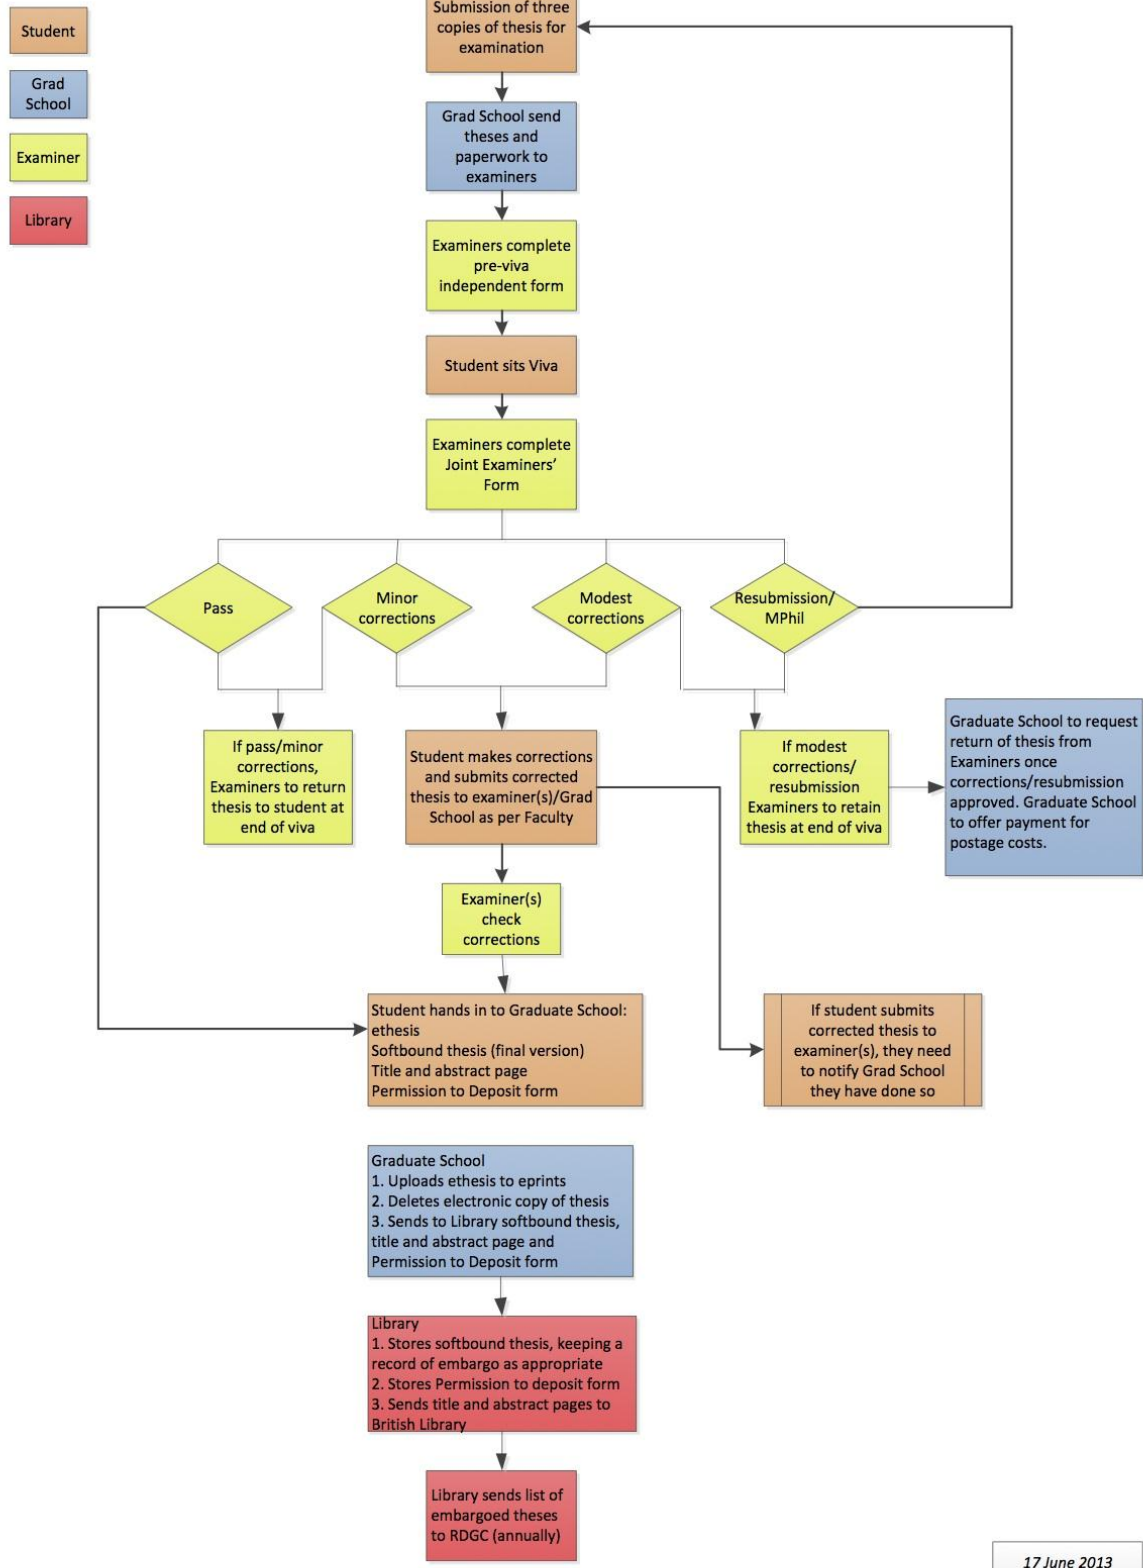 Student
Grad
School
Examiner
Library
Submission of three
copies of thesis for
examination
Grad School send
theses and
paperwork to
examiners
Examiners complete
pre-viva
independent form
Student sits Viva
Examiners complete
Joint Examiners'
Form
Pass
Minor
corrections
Modest
corrections
Resubmission/
MPhil
If pass/minor
corrections,
Examiners to return
thesis to student at
end of viva
Student makes corrections
and submits corrected
thesis to examiner(s)/Grad
School as per Faculty
If modest
corrections/
resubmission
Examiners to retain
thesis at end of viva
Graduate School to request
return of thesis from
Examiners once
corrections/resubmission
approved. Graduate School
to offer payment for
postage costs.
Examiner(s)
check
corrections
Student hands in to Graduate School:
ethesis
Softbound thesis (final version)
Title and abstract page
Permission to Deposit form
If student submits
corrected thesis to
examiner(s), they need
to notify Grad School
they have done so
Graduate School
1. Uploads ethesis to eprints
2. Deletes electronic copy of thesis
3. Sends to Library softbound thesis,
title and abstract page and
Permission to Deposit form
Library
1. Stores softbound thesis, keeping a
record of embargo as appropriate
2. Stores Permission to deposit form
3. Sends title and abstract pages to
British Library
Library sends list of
embargoed theses
to RDGC (annually)
17 June 2013